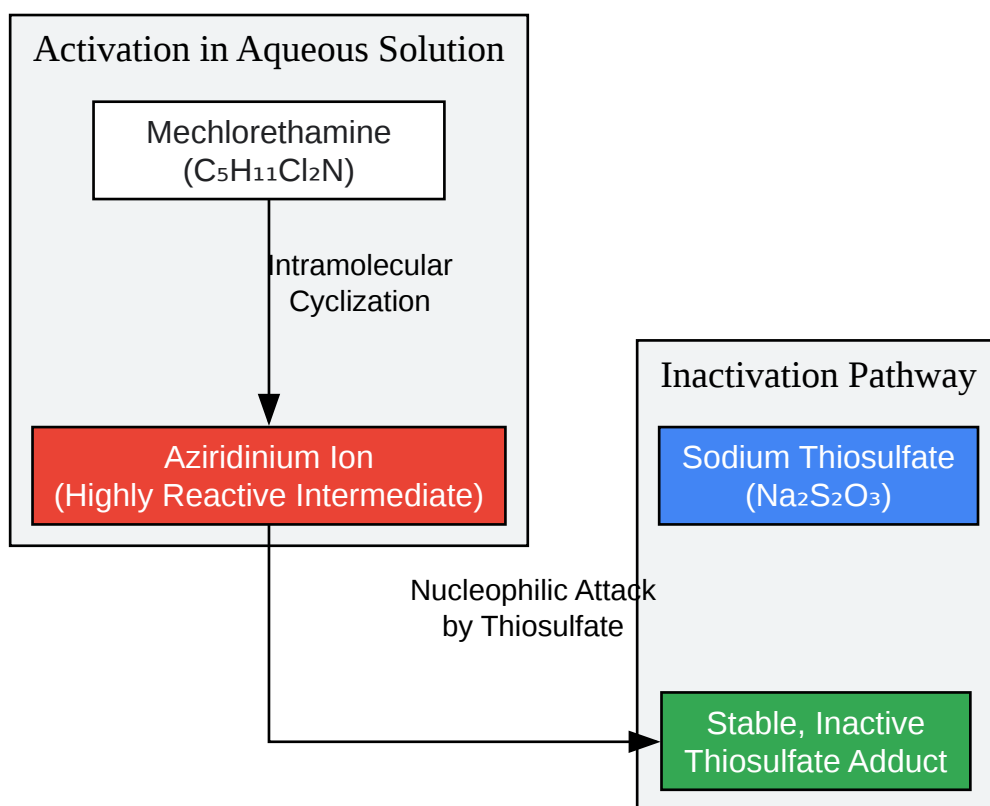 Activation in Aqueous Solution
Mechlorethamine
(C₅H₁₁Cl₂N)
Intramolecular
Cyclization
Aziridinium Ion
(Highly Reactive Intermediate)
Inactivation Pathway
Sodium Thiosulfate
(Na₂S₂O₃)
Nucleophilic Attack
by Thiosulfate
Stable, Inactive
Thiosulfate Adduct